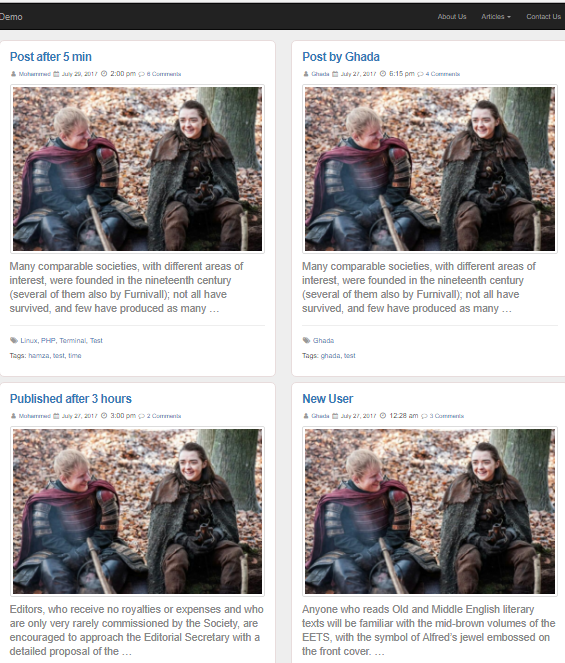 Demo
About Us Articles Contact Us
Post after 5 min
Mohammed July 29, 2017 2:00 pm 6 Comments
Many comparable societies, with different areas of
interest, were founded in the nineteenth century
(several of them also by Furnivall); not all have
survived, and few have produced as many …
Linux, PHP, Terminal, Test
Tags: hamza, test, time
Post by Ghada
Ghada July 27, 2017 6:15 pm 4 Comments
Many comparable societies, with different areas of
interest, were founded in the nineteenth century
(several of them also by Furnivall); not all have
survived, and few have produced as many …
Ghada
Tags: ghada, test
Published after 3 hours
Mohammed July 27, 2017 3:00 pm 2 Comments
Editors, who receive no royalties or expenses and who
are only very rarely commissioned by the Society, are
encouraged to approach the Editorial Secretary with a
detailed proposal of the …
New User
Ghada July 27, 2017 12:28 am 3 Comments
Anyone who reads Old and Middle English literary
texts will be familiar with the mid-brown volumes of the
EETS, with the symbol of Alfred's jewel embossed on
the front cover. …